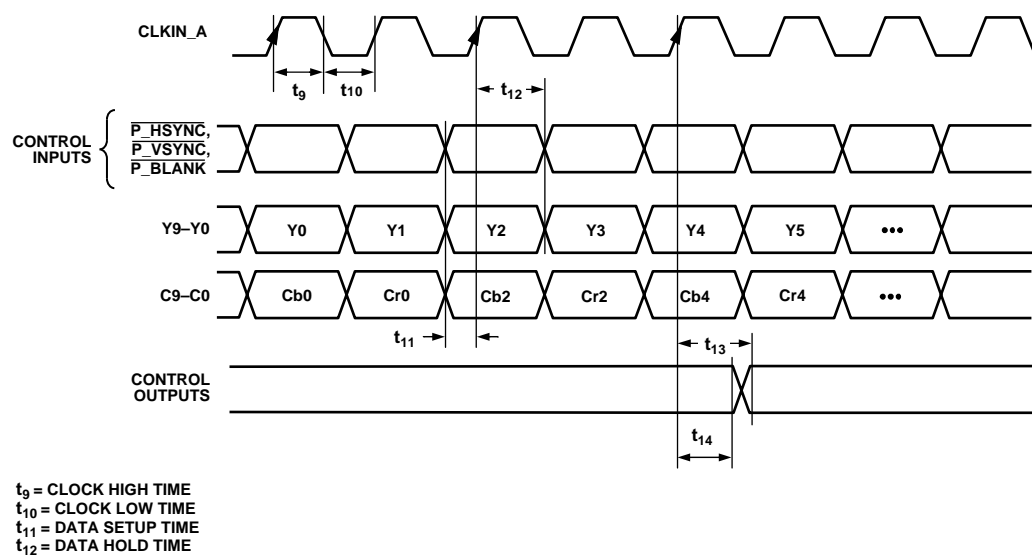 CLKIN_A
t9
t10
t12
CONTROL
INPUTS
P_HSYNC,
P_VSYNC,
P_BLANK
Y9–Y0
Y0
Y1
Y2
Y3
Y4
Y5
•••
C9–C0
Cb0
Cr0
Cb2
Cr2
Cb4
Cr4
•••
t11
t13
CONTROL
OUTPUTS
t14
t9 = CLOCK HIGH TIME
t10 = CLOCK LOW TIME
t11 = DATA SETUP TIME
t12 = DATA HOLD TIME